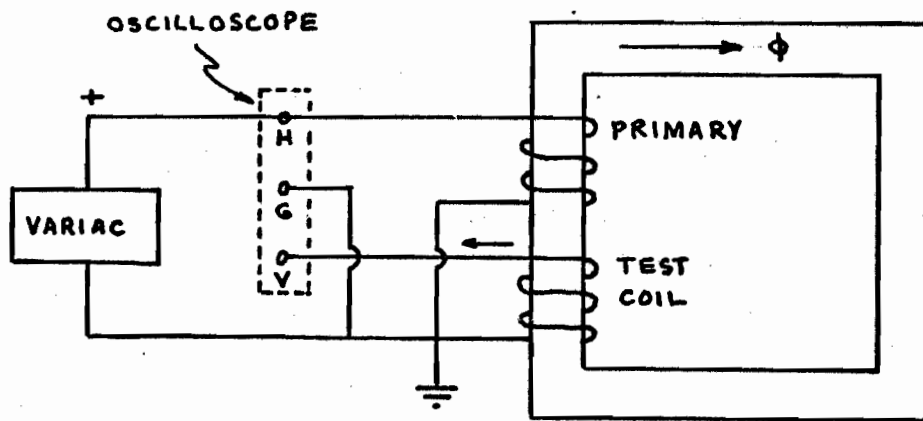 OSCILLOSCOPE
ϕ
+
H
PRIMARY
G
VARIAC
V
TEST
COIL